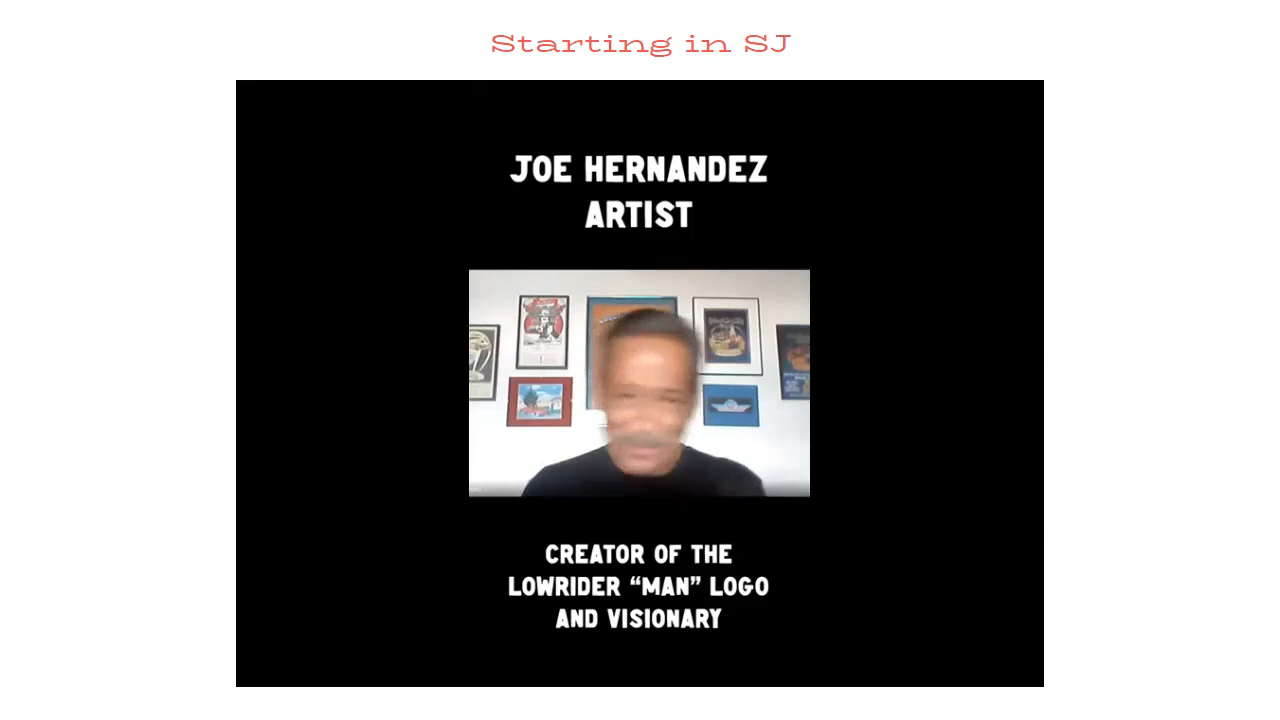 Starting in SJ
JOE HERNANDEZ
ARTIST
CREATOR OF THE
LOWRIDER “MAN” LOGO
AND VISIONARY